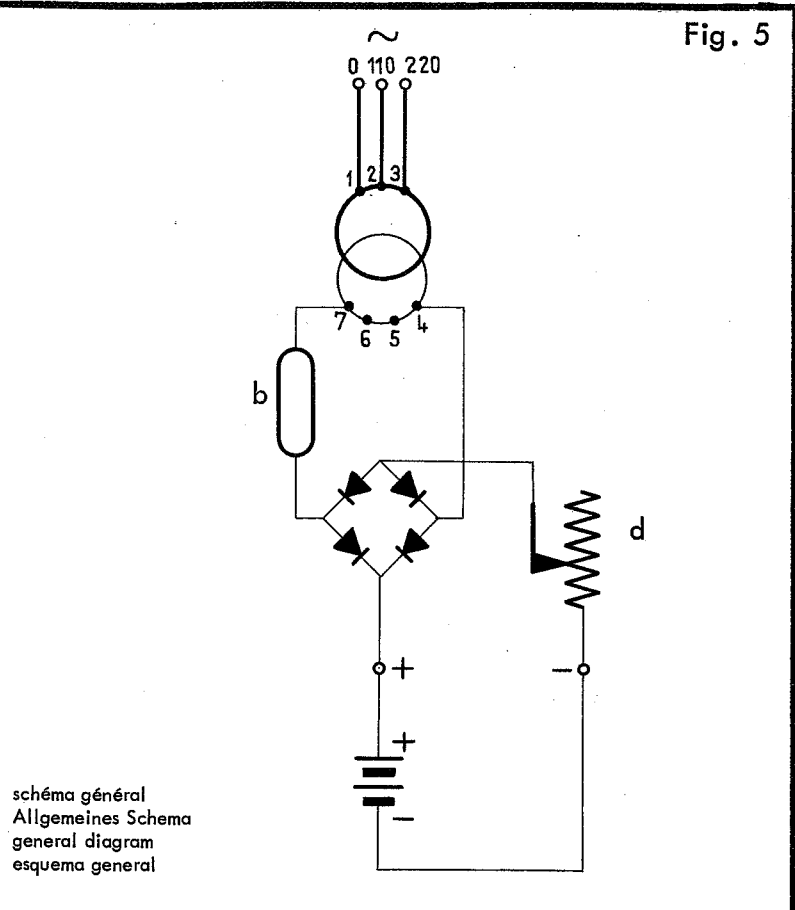 Fig. 5
~
0 110 220
1 2 3
7 6 5 4
b
d
+ −
+
−
schéma général
Allgemeines Schema
general diagram
esquema general